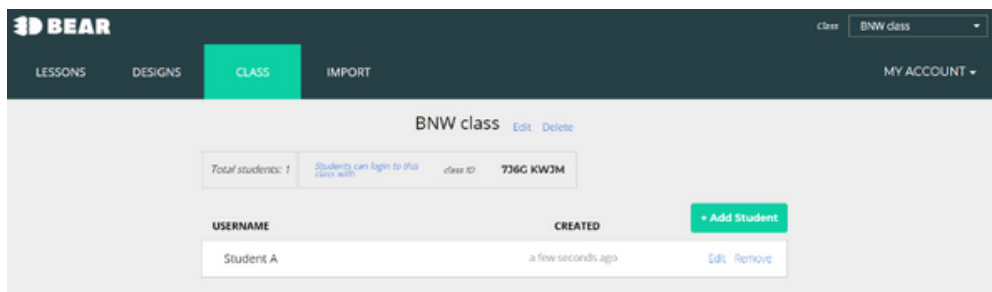 3D BEAR
Class BNW class
LESSONS DESIGNS CLASS IMPORT MY ACCOUNT
BNW class Edit Delete
Total students: 1 Students can login to this class with class ID 7J6G KWJM
+ Add Student
USERNAME CREATED
Student A a few seconds ago Edit Remove